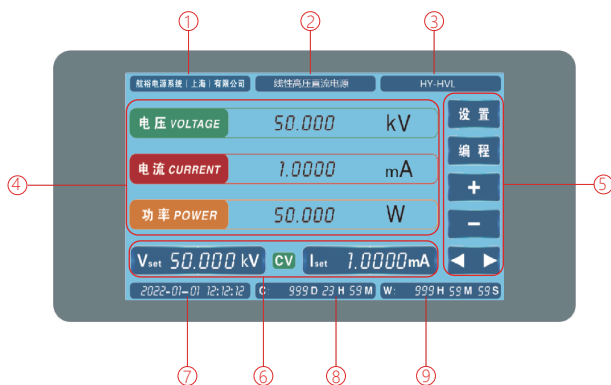 ① ② ③
航裕电源系统（上海）有限公司 线性高压直流电源 HY-HVL
电压 VOLTAGE 50.000 kV
电流 CURRENT 1.0000 mA
功率 POWER 50.000 W
设置
编程
+
−
◀ ▶
④ ⑤
Vset 50.000 kV CV Iset 1.0000mA
2022-01-01 12:12:12 C: 999 D 23 H 59 M W: 999 H 59 M 59 S
⑦ ⑥ ⑧ ⑨